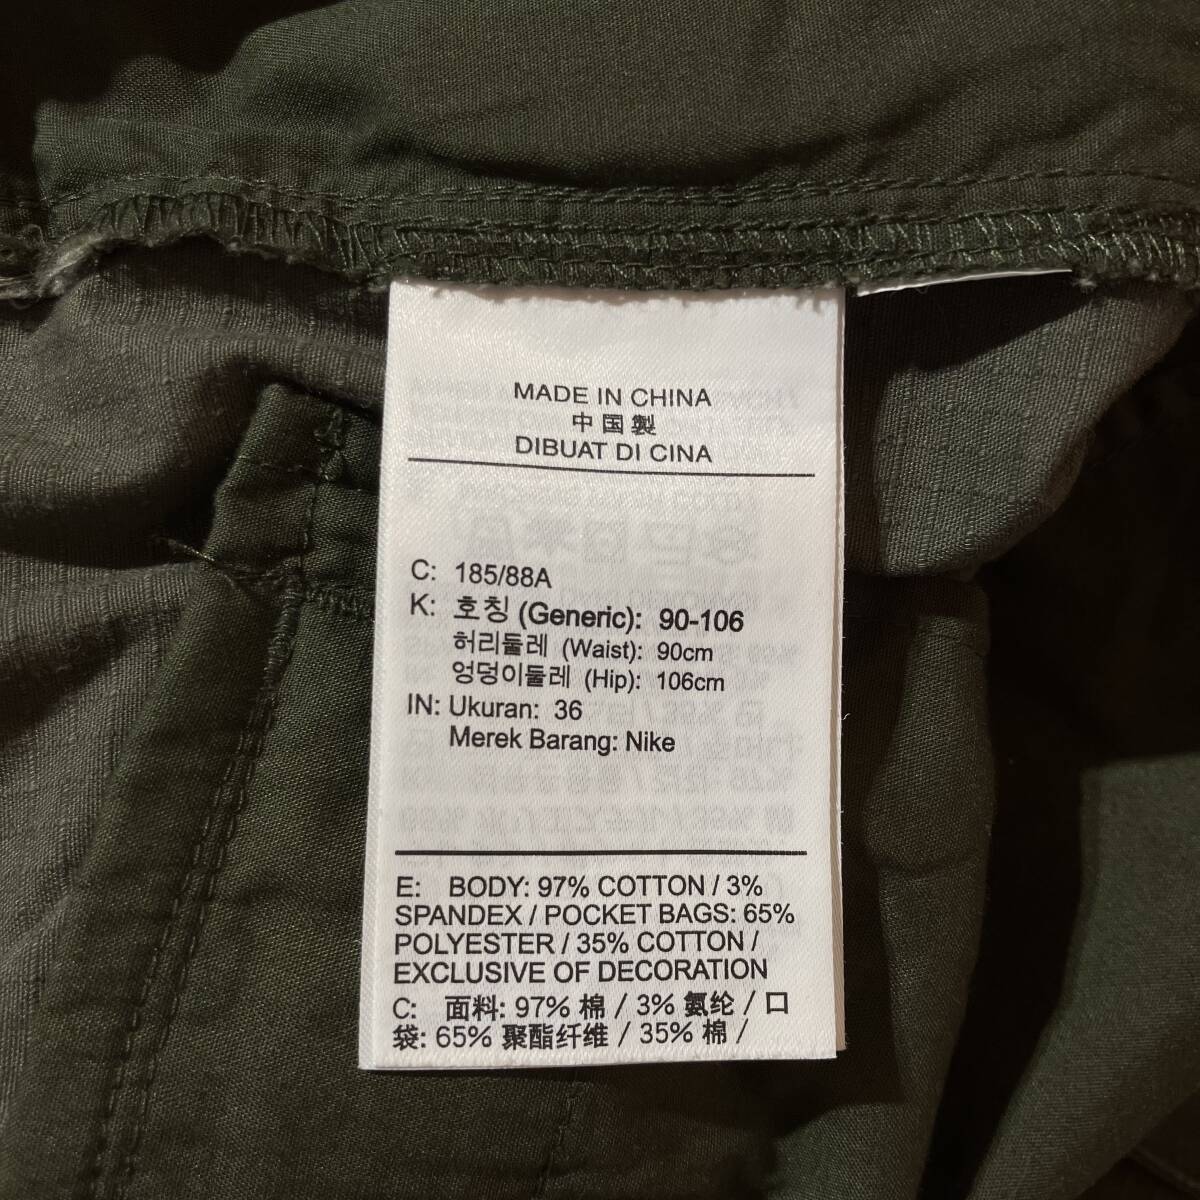 MADE IN CHINA
中国製
DIBUAT DI CINA
C: 185/88A
K: 호칭 (Generic): 90-106
허리둘레 (Waist): 90cm
엉덩이둘레 (Hip): 106cm
IN: Ukuran: 36
Merek Barang: Nike
E: BODY: 97% COTTON / 3%
SPANDEX / POCKET BAGS: 65%
POLYESTER / 35% COTTON /
EXCLUSIVE OF DECORATION
C: 面料: 97% 棉 / 3% 氨纶 / 口
袋: 65% 聚酯纤维 / 35% 棉 /